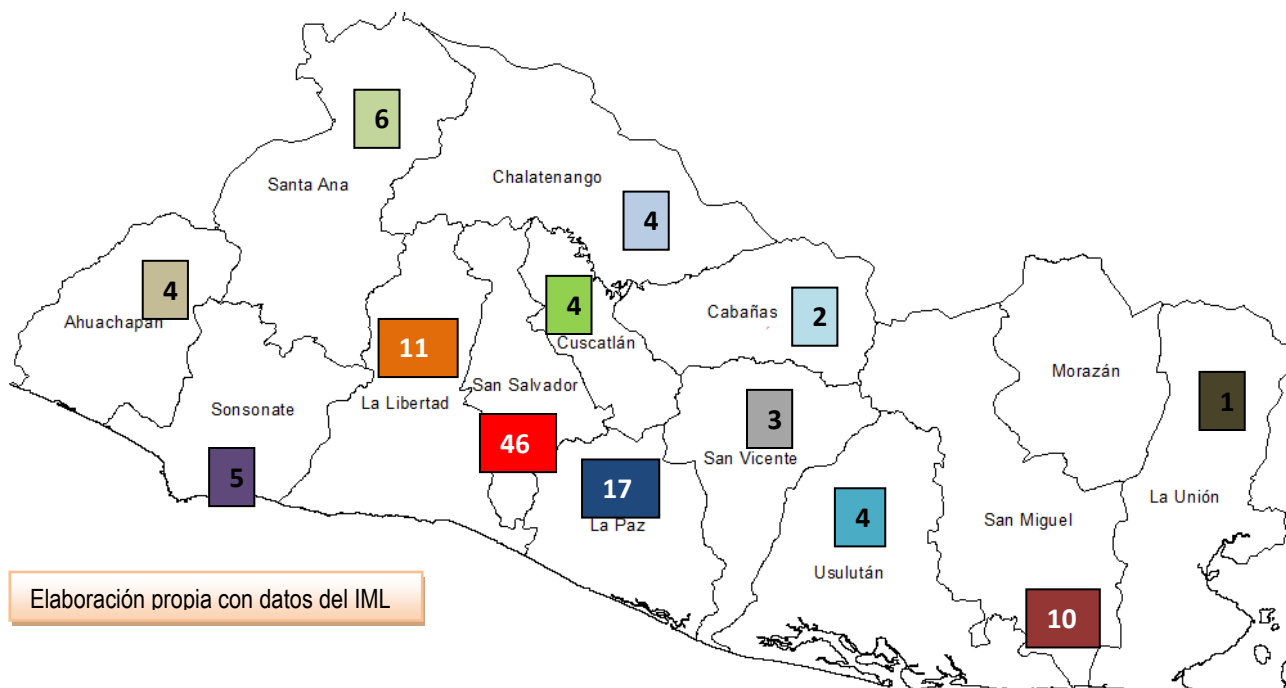 6
Santa Ana
Chalatenango
4
4
Ahuachapán
4
Cuscatlán
Cabañas
2
11
La Libertad
San Salvador
Morazán
1
Sonsonate
5
46
3
San Vicente
17
La Paz
4
Usulután
San Miguel
La Unión
10
Elaboración propia con datos del IML